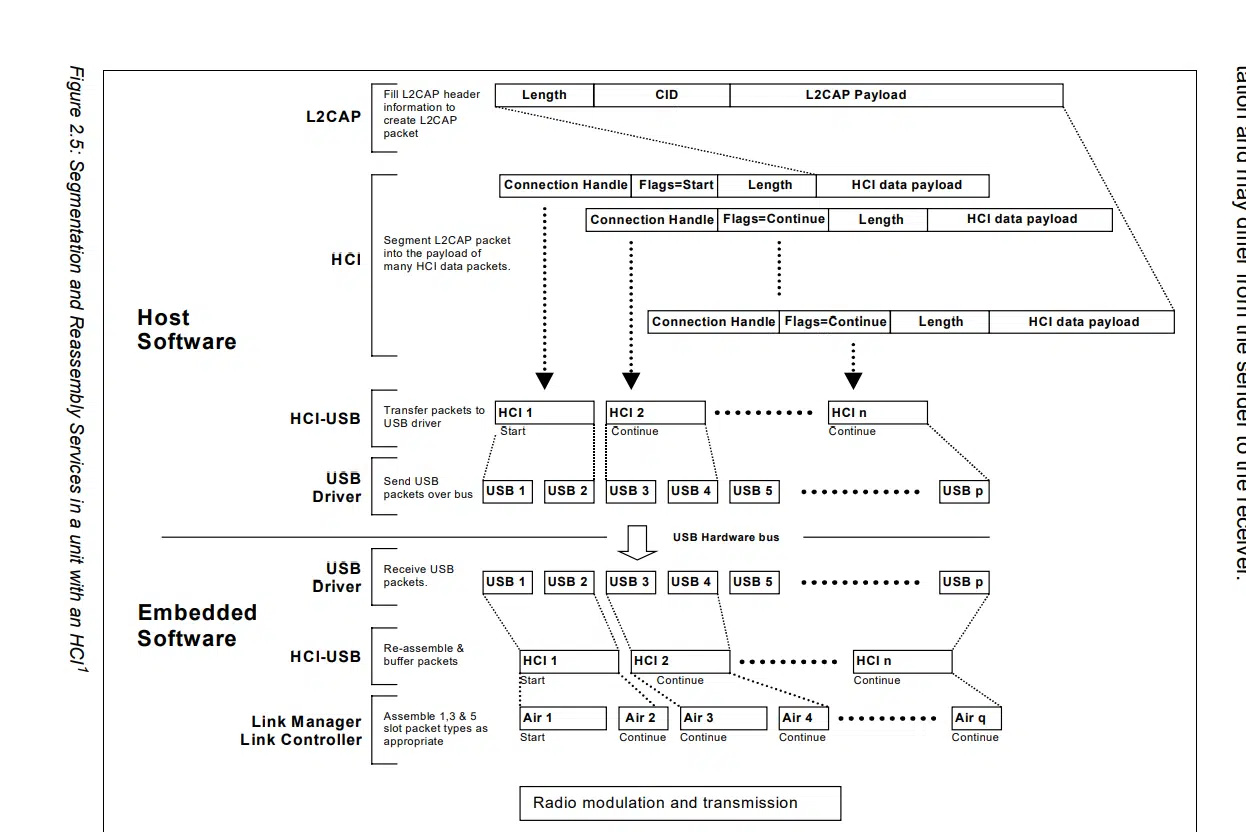 Figure 2.5: Segmentation and Reassembly Services in a unit with an HCI1
L2CAP
Fill L2CAP header
information to
create L2CAP
packet
Length CID L2CAP Payload
HCI
Segment L2CAP packet
into the payload of
many HCI data packets.
Connection Handle Flags=Start Length HCI data payload
Connection Handle Flags=Continue Length HCI data payload
Connection Handle Flags=Continue Length HCI data payload
Host
Software
HCI-USB
Transfer packets to
USB driver
HCI 1 HCI 2 HCI n
Start Continue Continue
USB
Driver
Send USB
packets over bus
USB 1 USB 2 USB 3 USB 4 USB 5 USB p
USB Hardware bus
USB
Driver
Receive USB
packets.
USB 1 USB 2 USB 3 USB 4 USB 5 USB p
Embedded
Software
HCI-USB
Re-assemble &
buffer packets
HCI 1 HCI 2 HCI n
Start Continue Continue
Link Manager
Link Controller
Assemble 1,3 & 5
slot packet types as
appropriate
Air 1 Air 2 Air 3 Air 4 Air q
Start Continue Continue Continue Continue
Radio modulation and transmission
tation and may differ from the sender to the receiver.